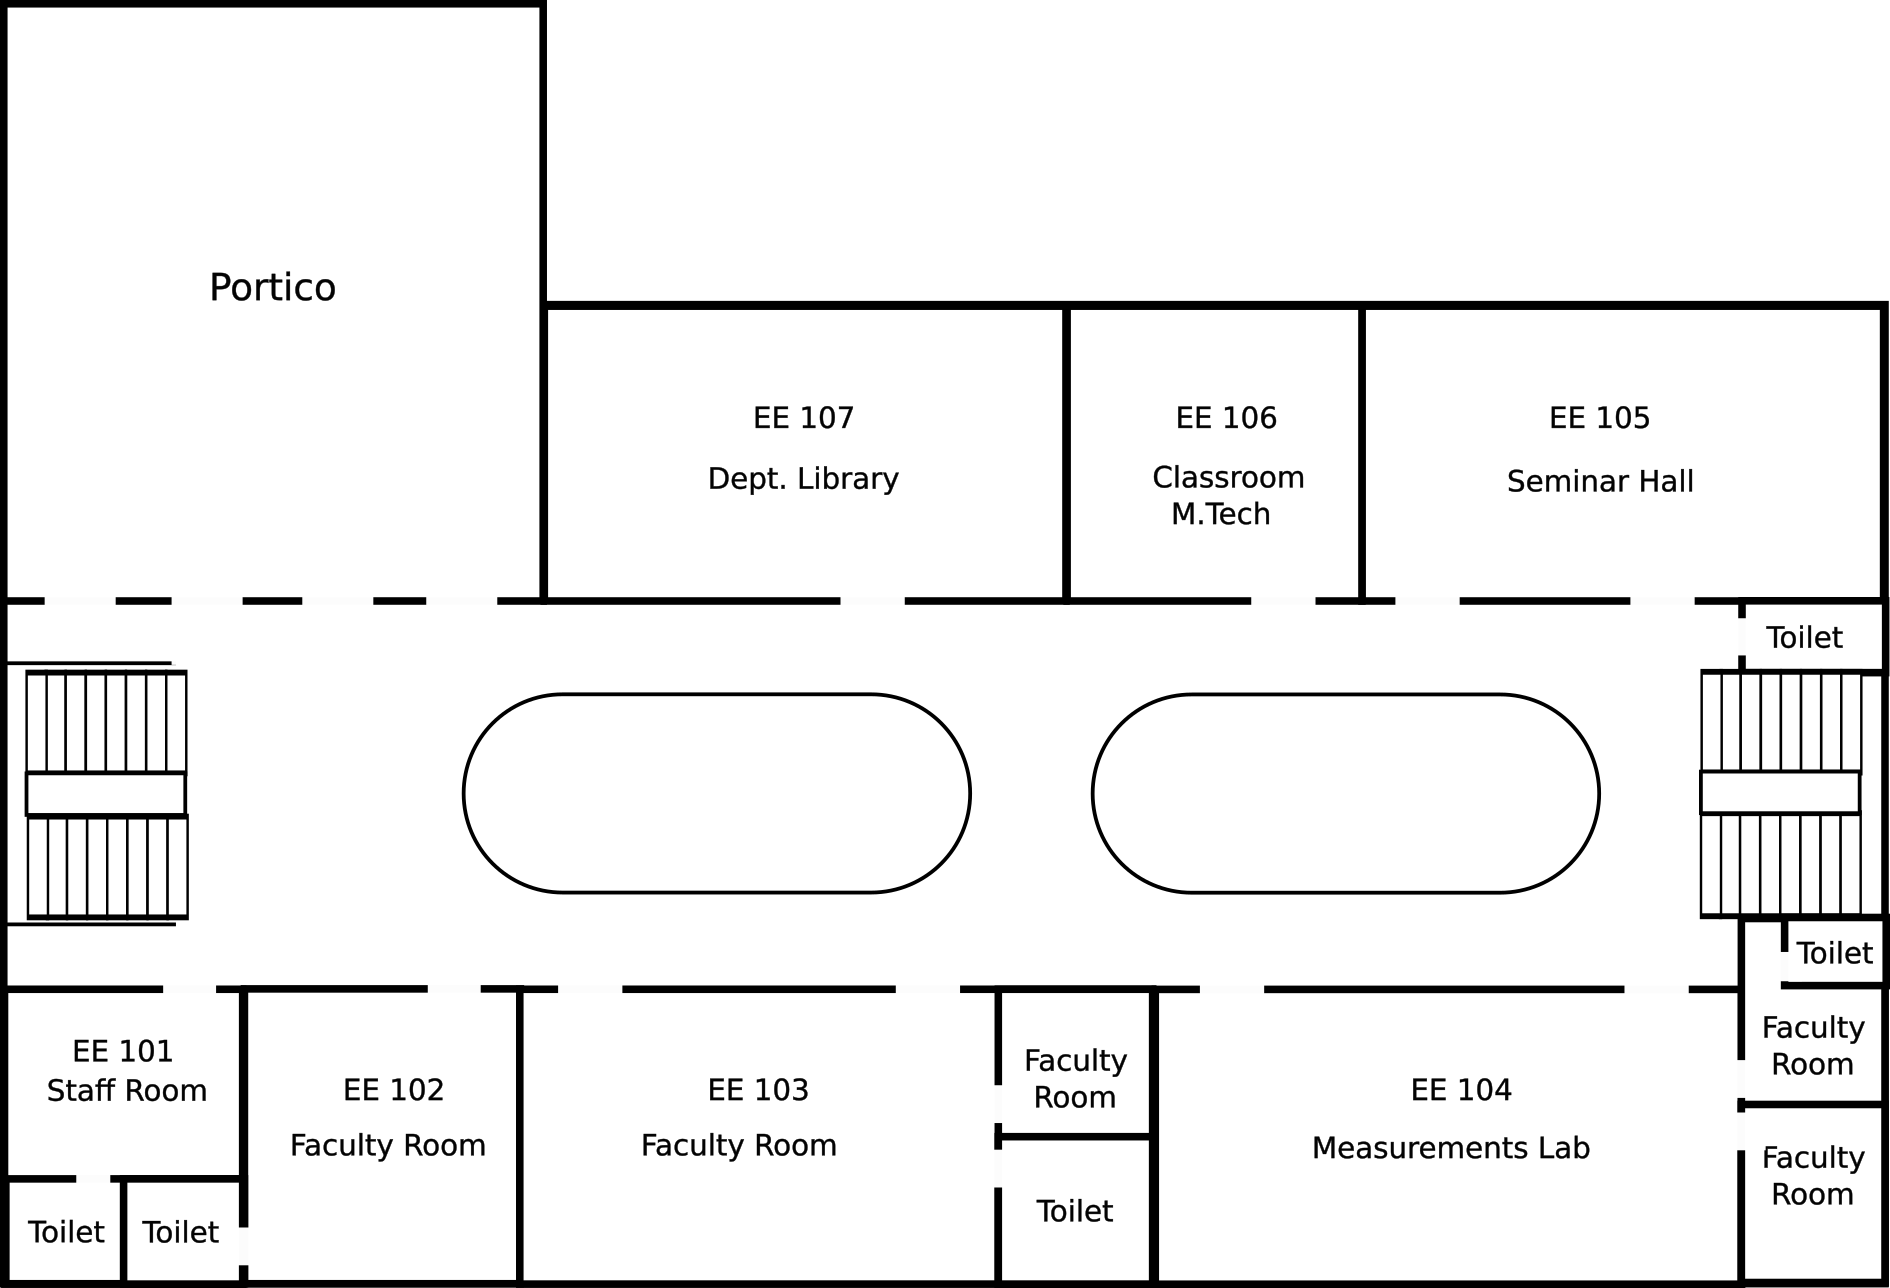 Portico
EE 107
Dept. Library
EE 106
Classroom
M.Tech
EE 105
Seminar Hall
Toilet
Toilet
EE 101
Staff Room
Toilet
Toilet
EE 102
Faculty Room
EE 103
Faculty Room
Faculty
Room
Toilet
EE 104
Measurements Lab
Faculty
Room
Faculty
Room